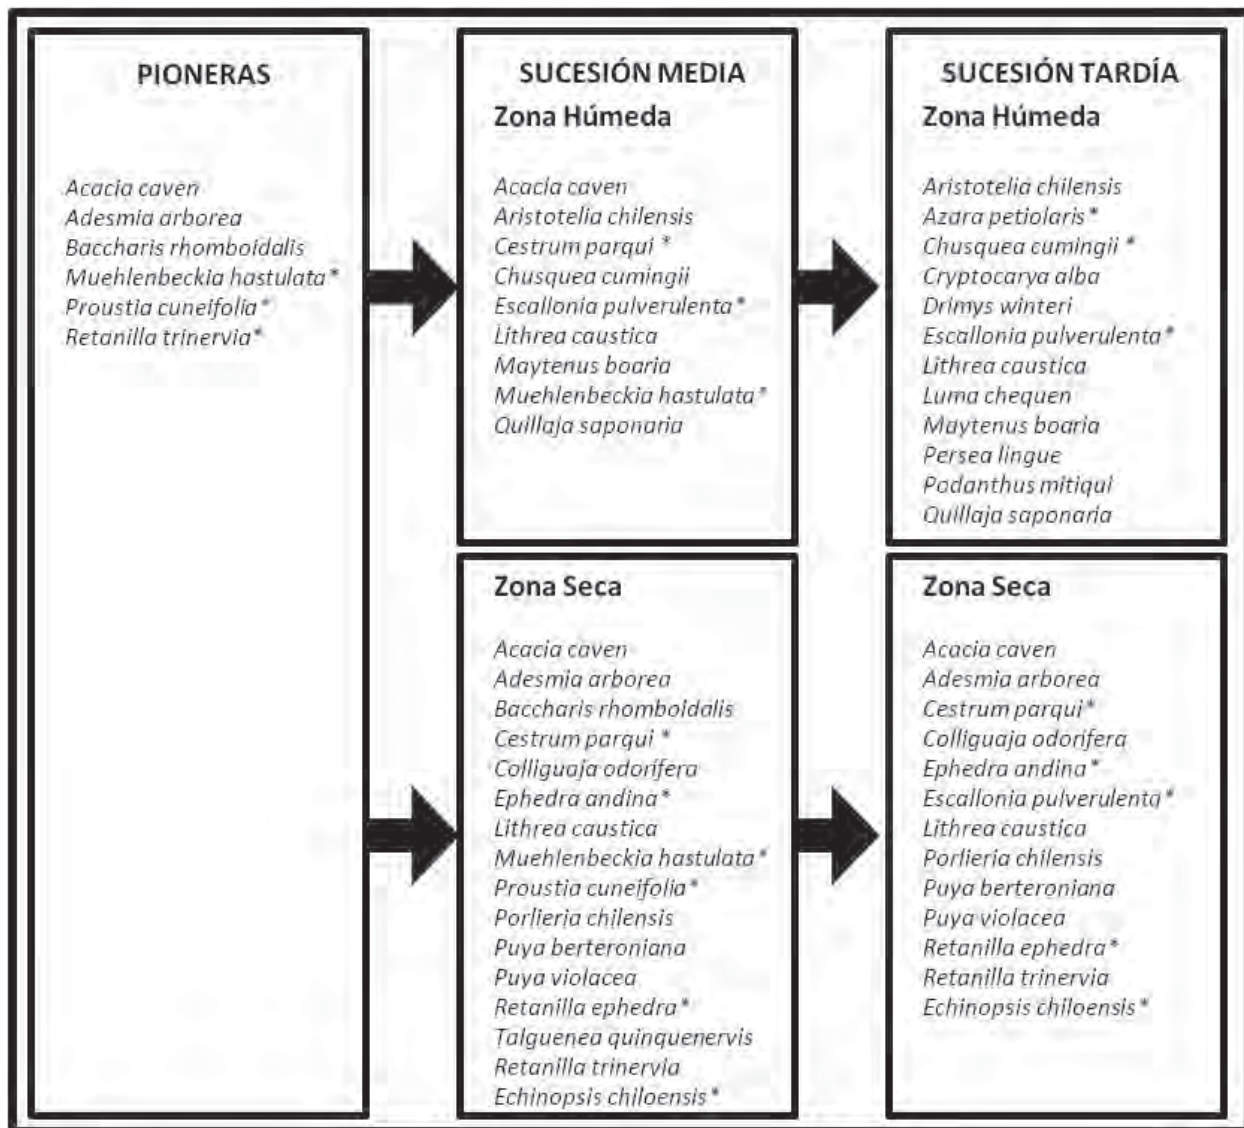 PIONERAS
Acacia caven
Adesmia arborea
Baccharis rhomboidalis
Muehlenbeckia hastulata *
Proustia cuneifolia *
Retanilla trinervia *
SUCESIÓN MEDIA
Zona Húmeda
Acacia caven
Aristotelia chilensis
Cestrum parqui *
Chusquea cumingii
Escallonia pulverulenta *
Lithrea caustica
Maytenus boaria
Muehlenbeckia hastulata *
Quillaja saponaria
SUCESIÓN TARDÍA
Zona Húmeda
Aristotelia chilensis
Azara petiolaris *
Chusquea cumingii *
Cryptocarya alba
Drimys winteri
Escallonia pulverulenta *
Lithrea caustica
Luma chequen
Maytenus boaria
Persea lingue
Podanthus mitiqui
Quillaja saponaria
Zona Seca
Acacia caven
Adesmia arborea
Baccharis rhomboidalis
Cestrum parqui *
Colliguaja odorifera
Ephedra andina *
Lithrea caustica
Muehlenbeckia hastulata *
Proustia cuneifolia *
Porlieria chilensis
Puya berteroniana
Puya violacea
Retanilla ephedra *
Talguenea quinquenervis
Retanilla trinervia
Echinopsis chiloensis *
Zona Seca
Acacia caven
Adesmia arborea
Cestrum parqui *
Colliguaja odorifera
Ephedra andina *
Escallonia pulverulenta *
Lithrea caustica
Porlieria chilensis
Puya berteroniana
Puya violacea
Retanilla ephedra *
Retanilla trinervia
Echinopsis chiloensis *